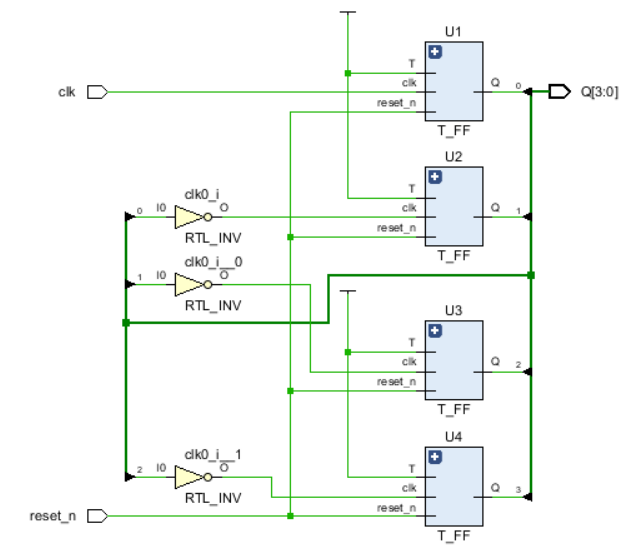 U1
T
clk
reset_n
Q
0
T_FF
clk
Q[3:0]
U2
T
clk
reset_n
Q
1
T_FF
clk0_i
0
I0
O
RTL_INV
clk0_i__0
1
I0
O
RTL_INV
U3
T
clk
reset_n
Q
2
T_FF
U4
T
clk
reset_n
Q
3
T_FF
clk0_i__1
2
I0
O
RTL_INV
reset_n